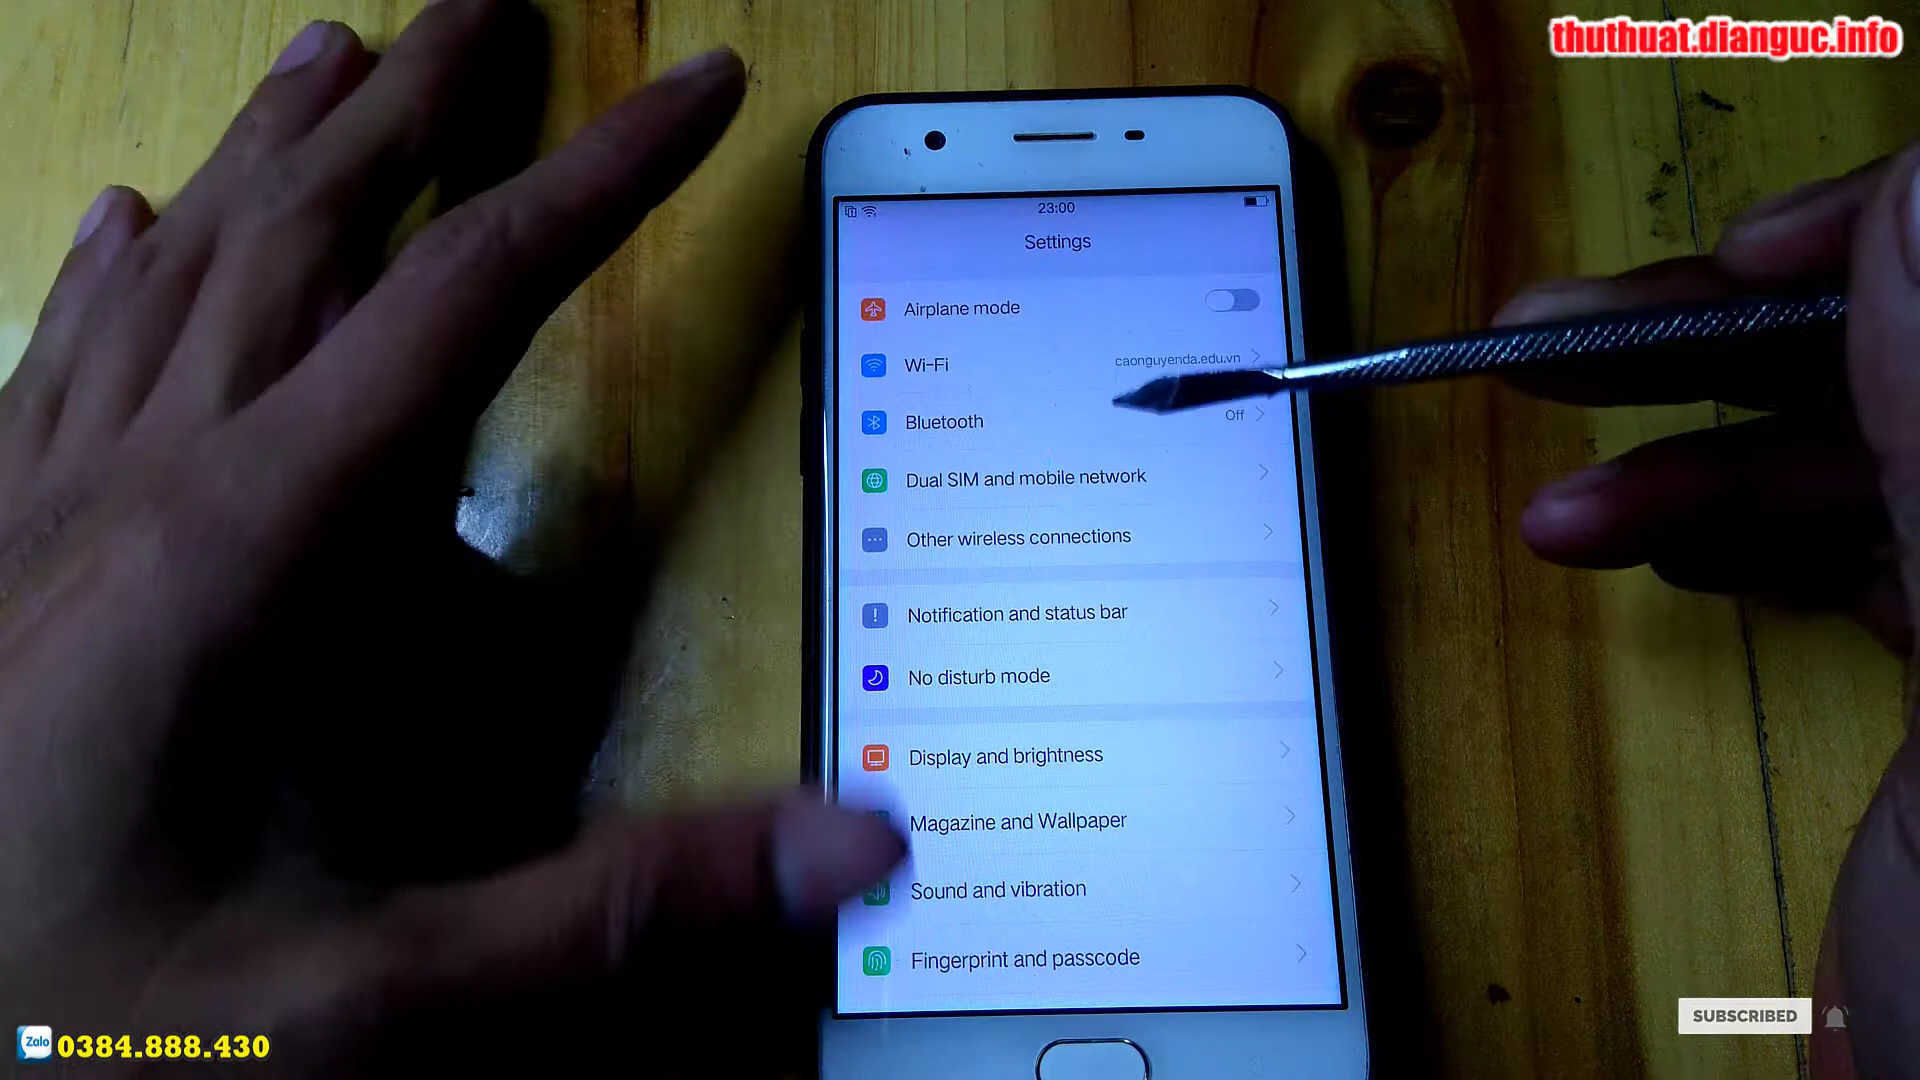 thuthuat.dianguc.info
23:00
Settings
Airplane mode
Wi-Fi caonguyenda.edu.vn
Bluetooth Off
Dual SIM and mobile network
Other wireless connections
Notification and status bar
No disturb mode
Display and brightness
Magazine and Wallpaper
Sound and vibration
Fingerprint and passcode
SUBSCRIBED
Zalo 0384.888.430